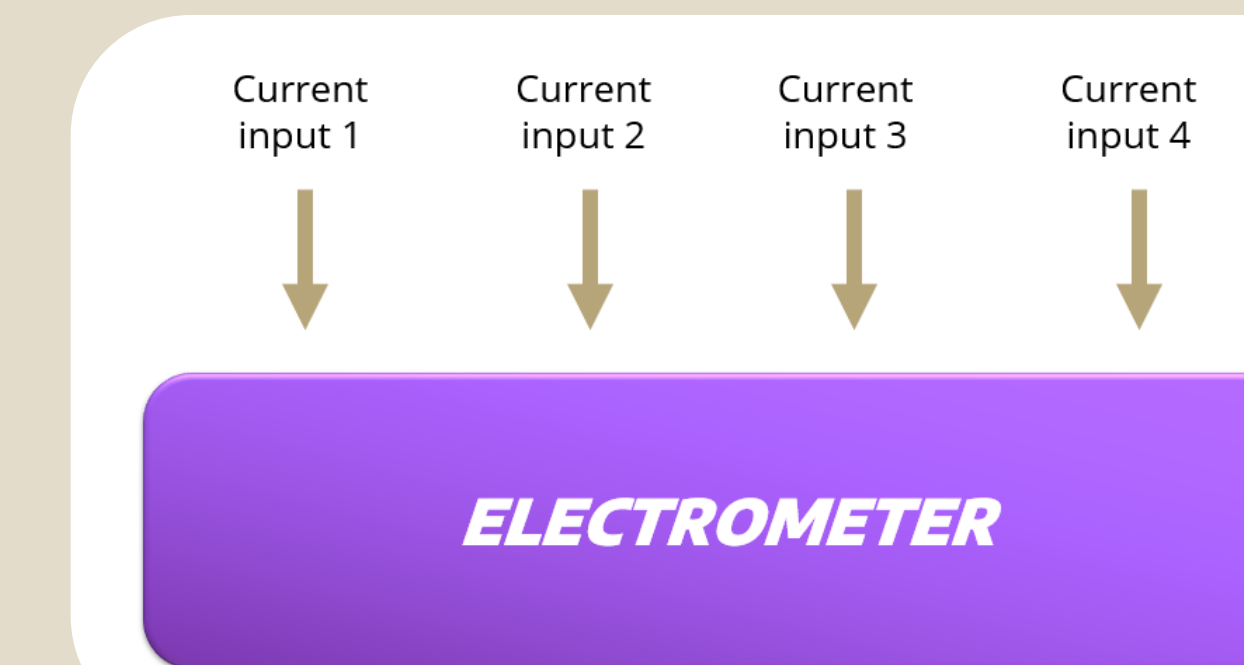 Current
input 1
Current
input 2
Current
input 3
Current
input 4
ELECTROMETER